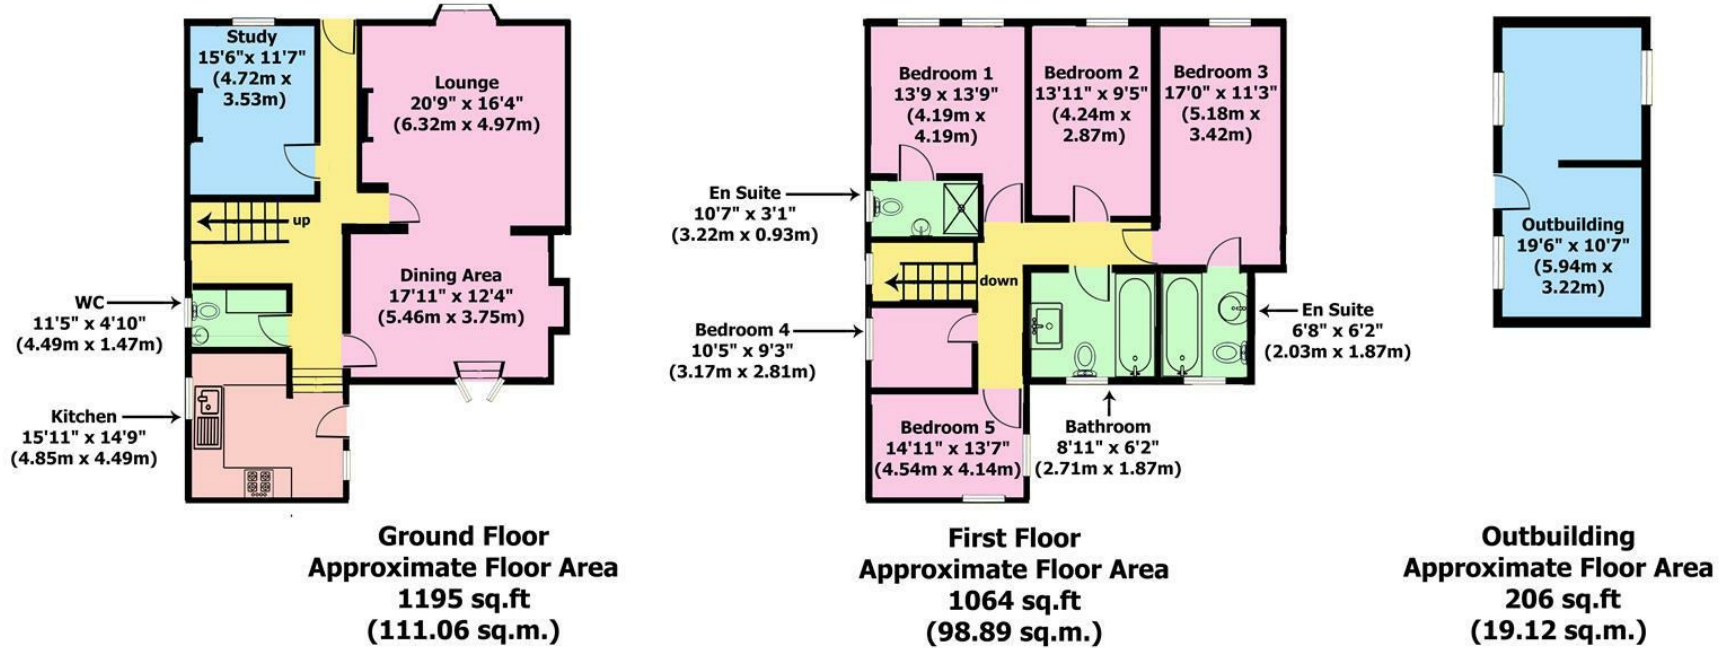 Study
15'6"x 11'7"
(4.72m x
3.53m)
Lounge
20'9" x 16'4"
(6.32m x 4.97m)
up
Dining Area
17'11" x 12'4"
(5.46m x 3.75m)
WC
11'5" x 4'10"
(4.49m x 1.47m)
Kitchen
15'11" x 14'9"
(4.85m x 4.49m)
Ground Floor
Approximate Floor Area
1195 sq.ft
(111.06 sq.m.)
Bedroom 1
13'9 x 13'9"
(4.19m x
4.19m)
Bedroom 2
13'11" x 9'5"
(4.24m x
2.87m)
Bedroom 3
17'0" x 11'3"
(5.18m x
3.42m)
En Suite
10'7" x 3'1"
(3.22m x 0.93m)
down
Bedroom 4
10'5" x 9'3"
(3.17m x 2.81m)
En Suite
6'8" x 6'2"
(2.03m x 1.87m)
Bedroom 5
14'11" x 13'7"
(4.54m x 4.14m)
Bathroom
8'11" x 6'2"
(2.71m x 1.87m)
First Floor
Approximate Floor Area
1064 sq.ft
(98.89 sq.m.)
Outbuilding
19'6" x 10'7"
(5.94m x
3.22m)
Outbuilding
Approximate Floor Area
206 sq.ft
(19.12 sq.m.)